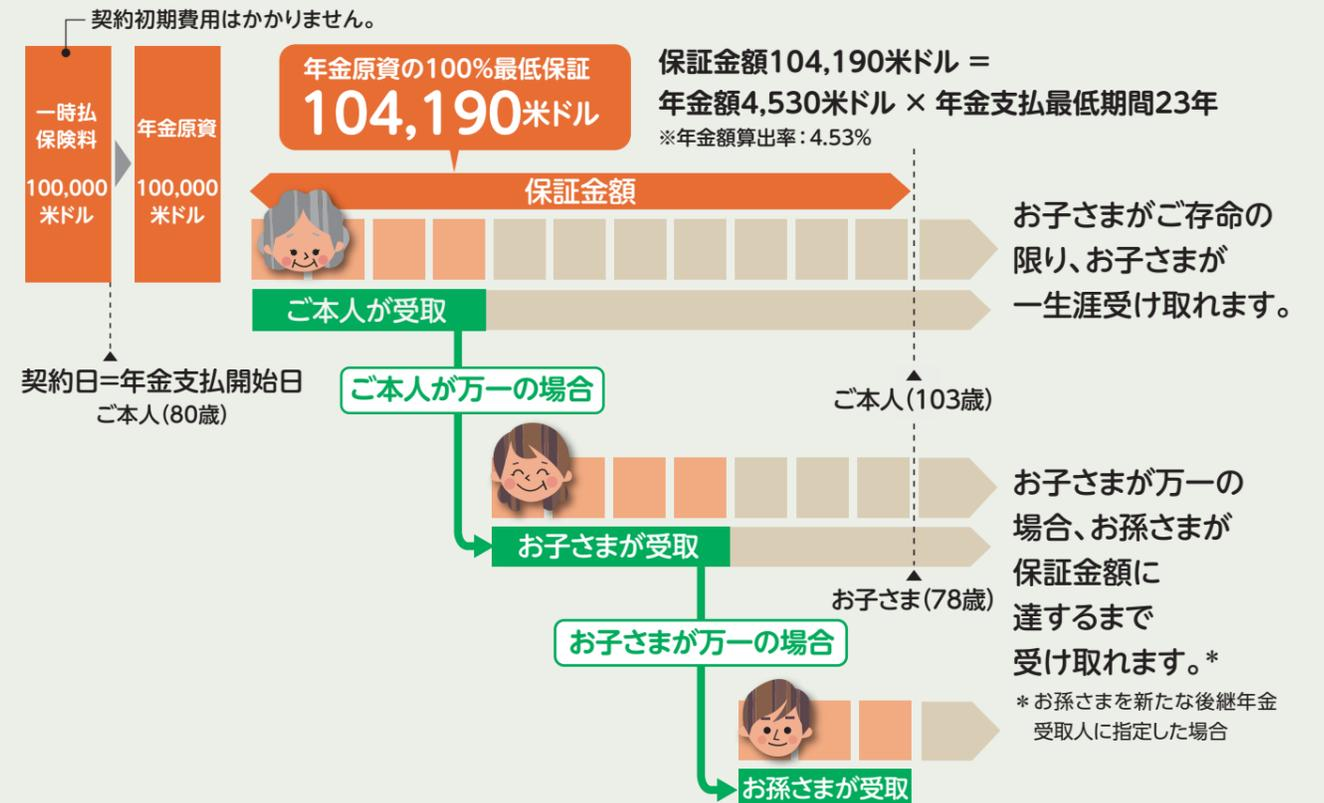 契約初期費用はかかりません。
一時払
保険料
100,000
米ドル
年金原資
100,000
米ドル
年金原資の100%最低保証
104,190米ドル
保証金額104,190米ドル =
年金額4,530米ドル × 年金支払最低期間23年
※年金額算出率：4.53%
保証金額
ご本人が受取
お子さまがご存命の
限り、お子さまが
一生涯受け取れます。
契約日=年金支払開始日
ご本人(80歳)
ご本人が万一の場合
ご本人(103歳)
お子さまが受取
お子さま(78歳)
お子さまが万一の
場合、お孫さまが
保証金額に
達するまで
受け取れます。*
*お孫さまを新たな後継年金
受取人に指定した場合
お子さまが万一の場合
お孫さまが受取